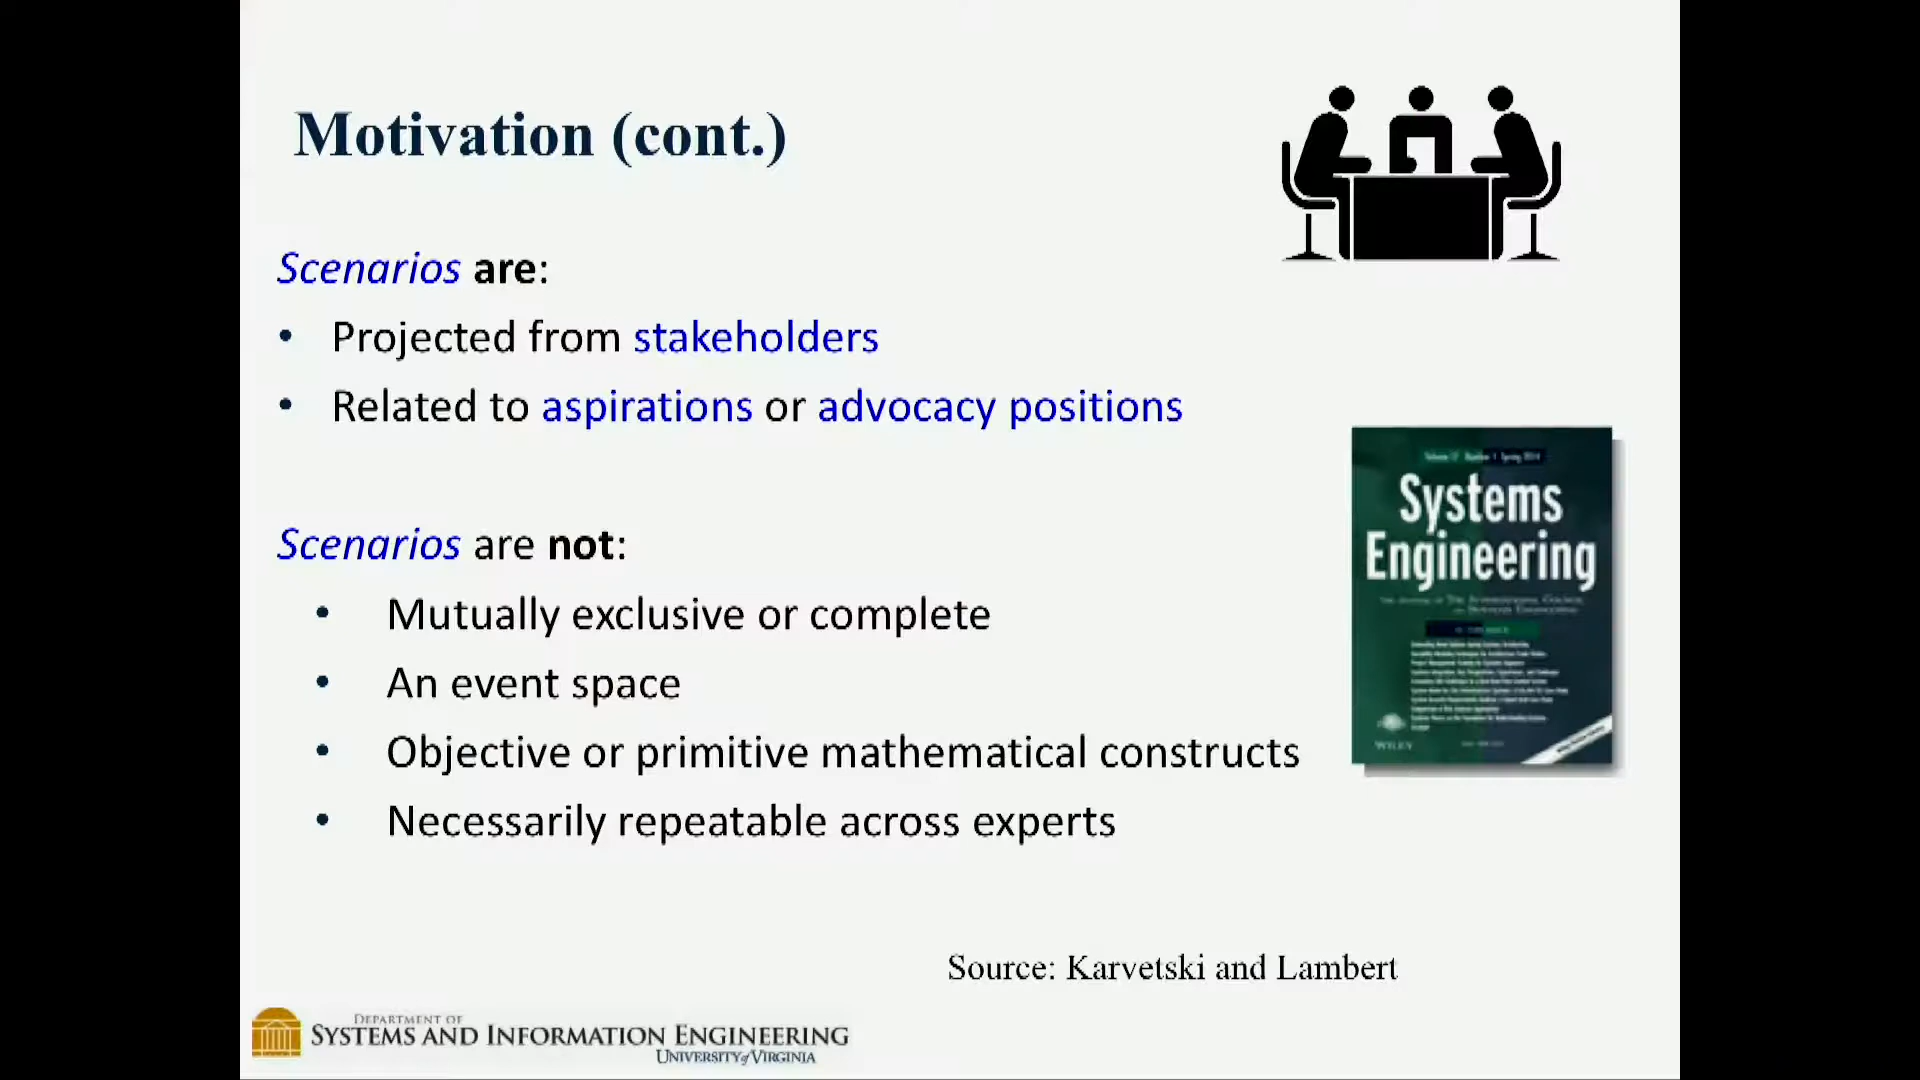 Motivation (cont.)
Scenarios are:
• Projected from stakeholders
• Related to aspirations or advocacy positions
Scenarios are not:
• Mutually exclusive or complete
• An event space
• Objective or primitive mathematical constructs
• Necessarily repeatable across experts
Systems
Engineering
WILEY
Source: Karvetski and Lambert
DEPARTMENT OF
SYSTEMS AND INFORMATION ENGINEERING
UNIVERSITY of VIRGINIA